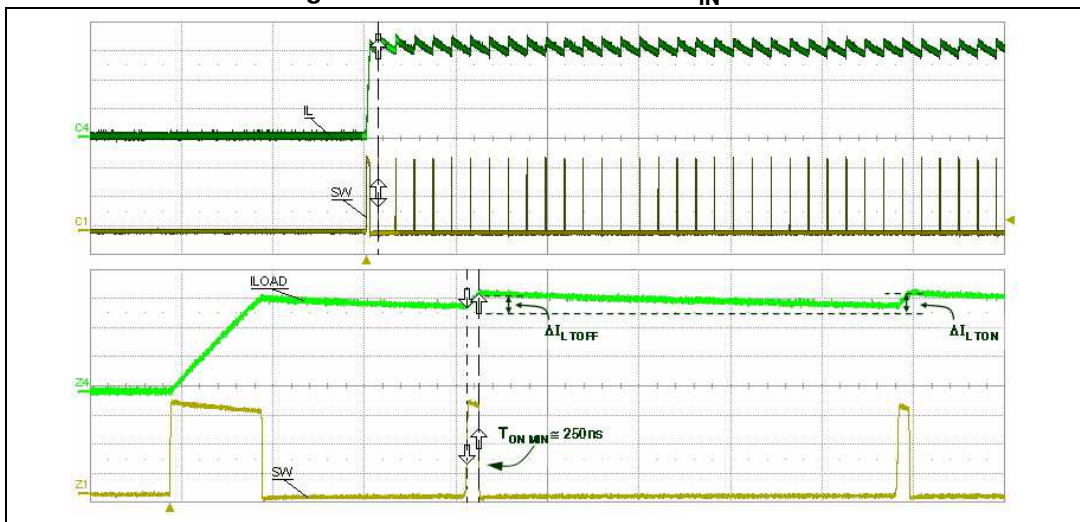 IN
C4
IL
C1
SW
ILOAD
ΔIL TOFF
ΔIL TON
Z4
TON MIN ≅ 250ns
SW
Z1